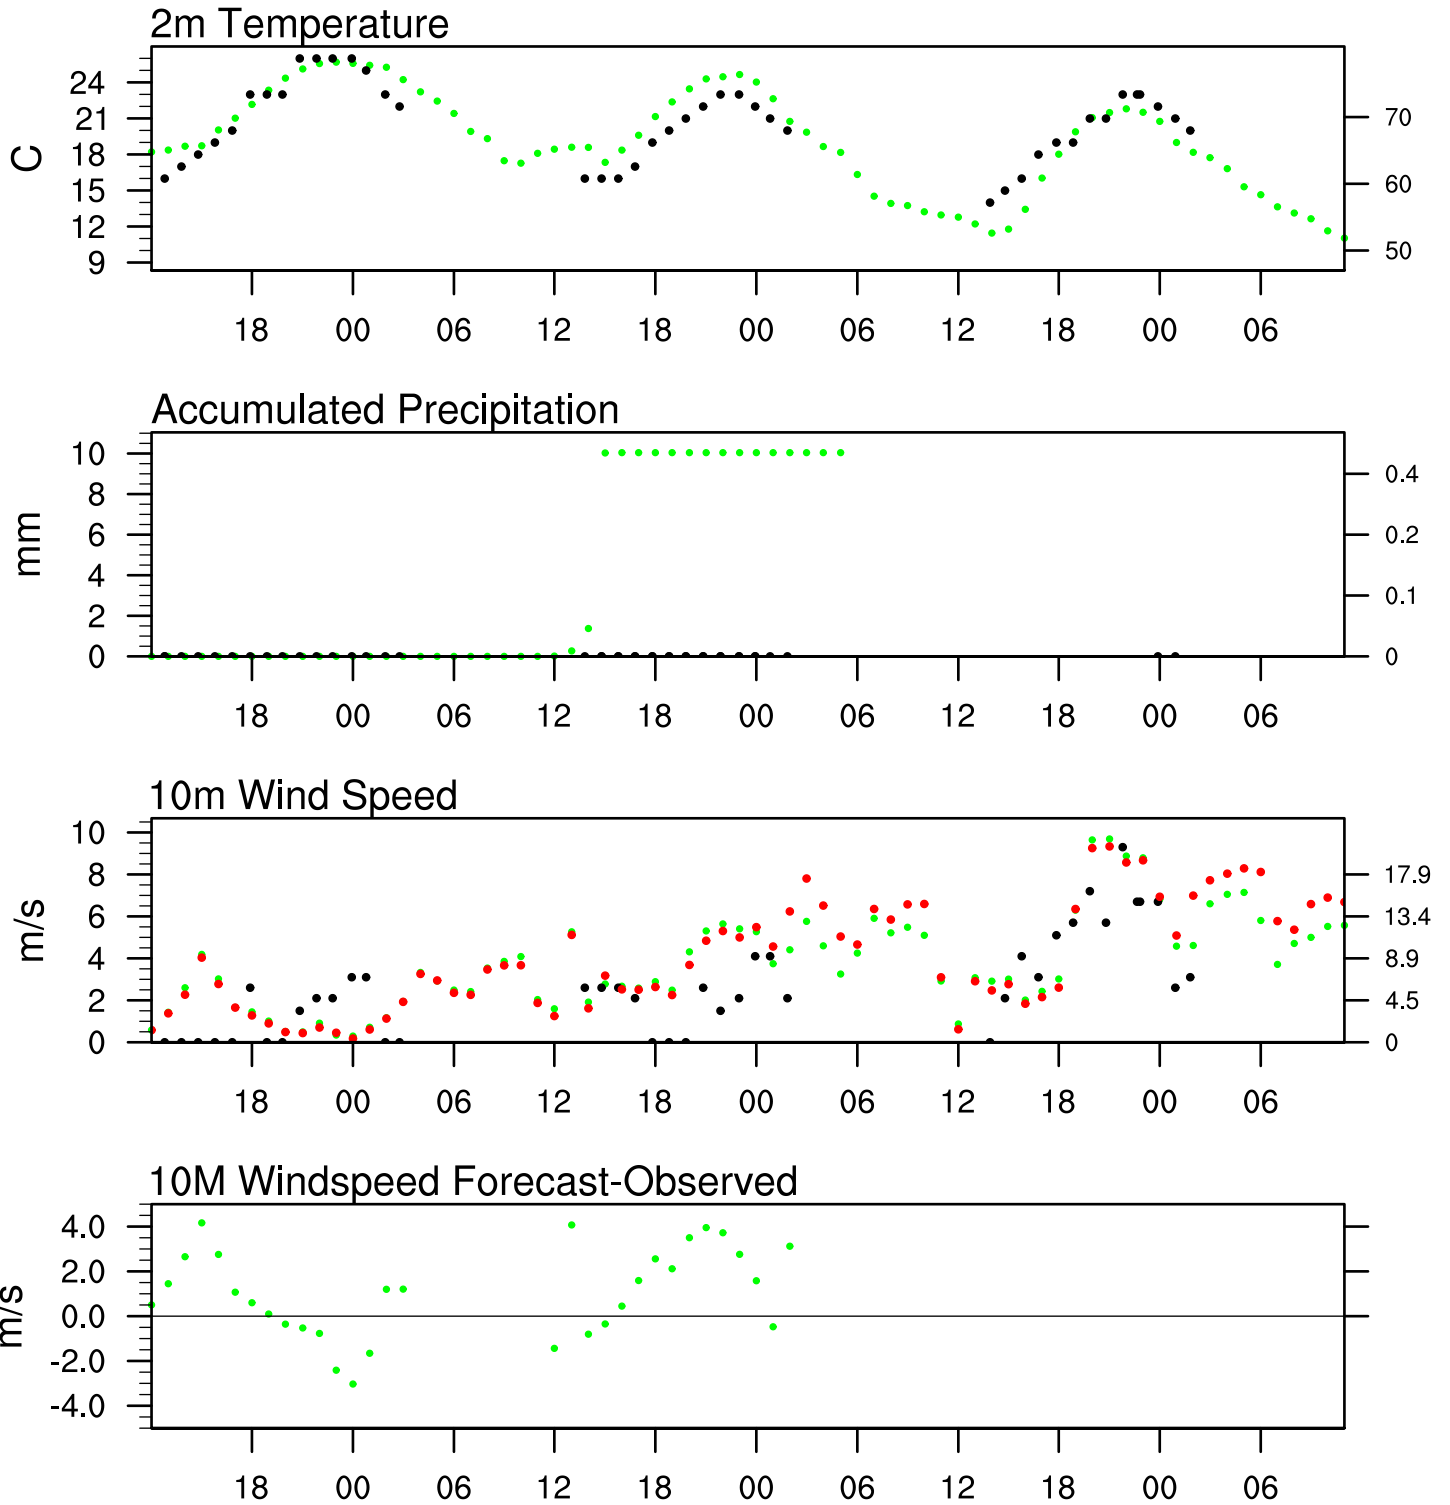 2m Temperature
24
21
18
15
12
9
C
70
60
50
18 00 06 12 18 00 06 12 18 00 06
Accumulated Precipitation
10
8
6
4
2
0
mm
0.4
0.2
0.1
0
18 00 06 12 18 00 06 12 18 00 06
10m Wind Speed
10
8
6
4
2
0
m/s
17.9
13.4
8.9
4.5
0
18 00 06 12 18 00 06 12 18 00 06
10M Windspeed Forecast-Observed
4.0
2.0
0.0
-2.0
-4.0
m/s
18 00 06 12 18 00 06 12 18 00 06